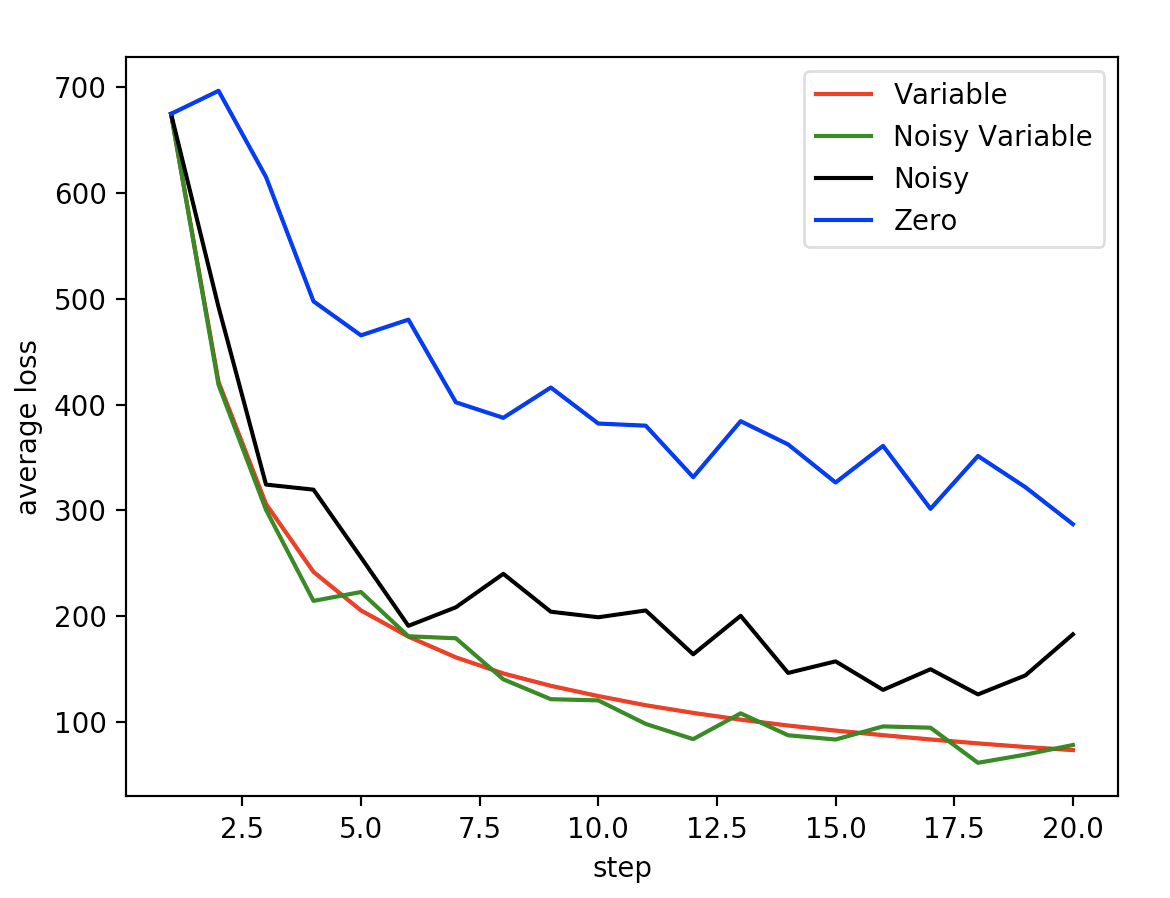 700
600
500
400
300
200
100
average loss
Variable
Noisy Variable
Noisy
Zero
2.5 5.0 7.5 10.0 12.5 15.0 17.5 20.0
step